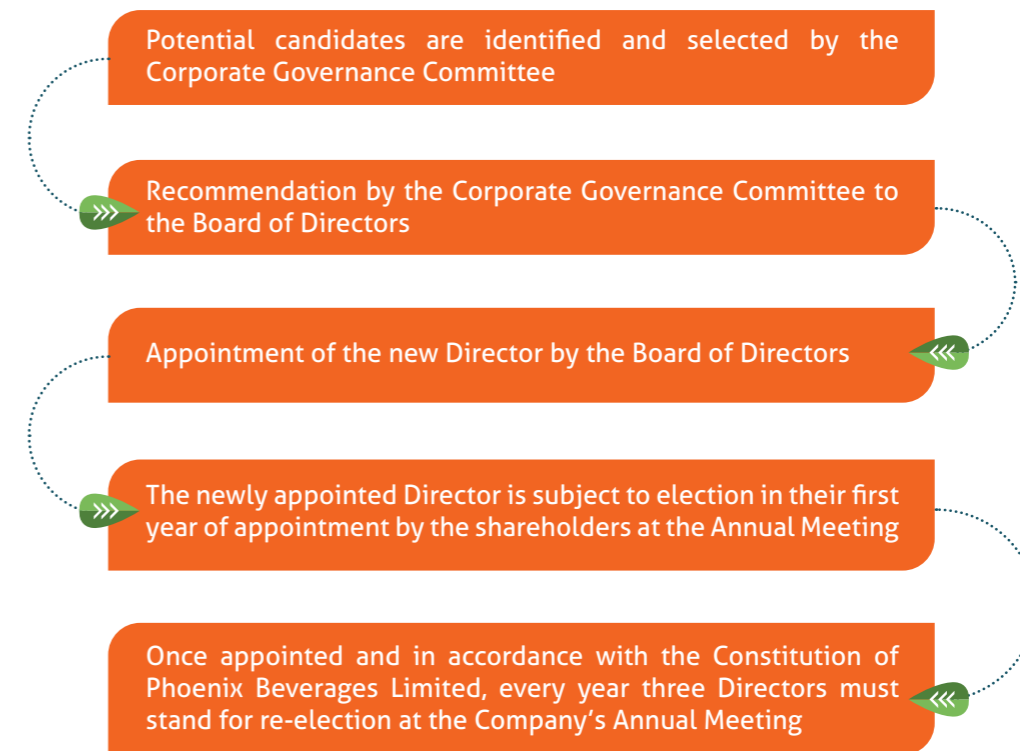 Potential candidates are identified and selected by the
Corporate Governance Committee
Recommendation by the Corporate Governance Committee to
the Board of Directors
Appointment of the new Director by the Board of Directors
The newly appointed Director is subject to election in their first
year of appointment by the shareholders at the Annual Meeting
Once appointed and in accordance with the Constitution of
Phoenix Beverages Limited, every year three Directors must
stand for re-election at the Company’s Annual Meeting